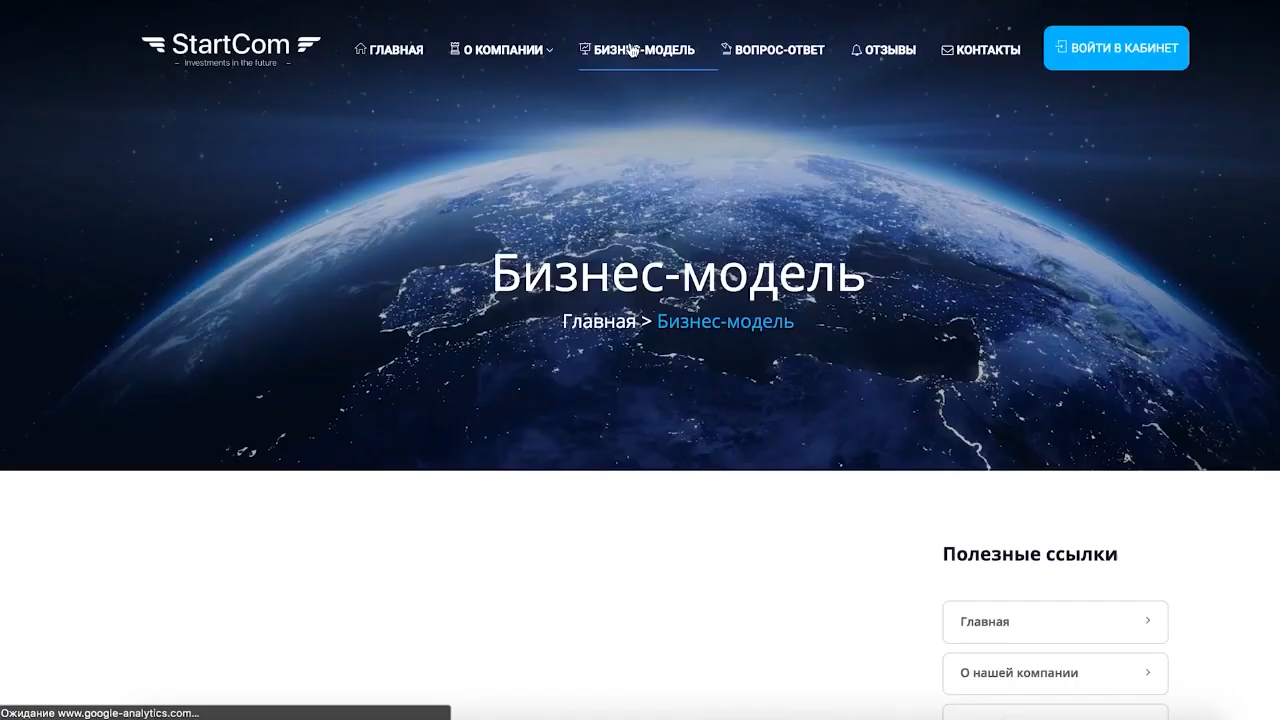 StartCom
– Investments in the future –
ГЛАВНАЯ
О КОМПАНИИ
БИЗНЕС-МОДЕЛЬ
ВОПРОС-ОТВЕТ
ОТЗЫВЫ
КОНТАКТЫ
ВОЙТИ В КАБИНЕТ
Бизнес-модель
Главная > Бизнес-модель
Полезные ссылки
Главная
О нашей компании
Ожидание www.google-analytics.com...